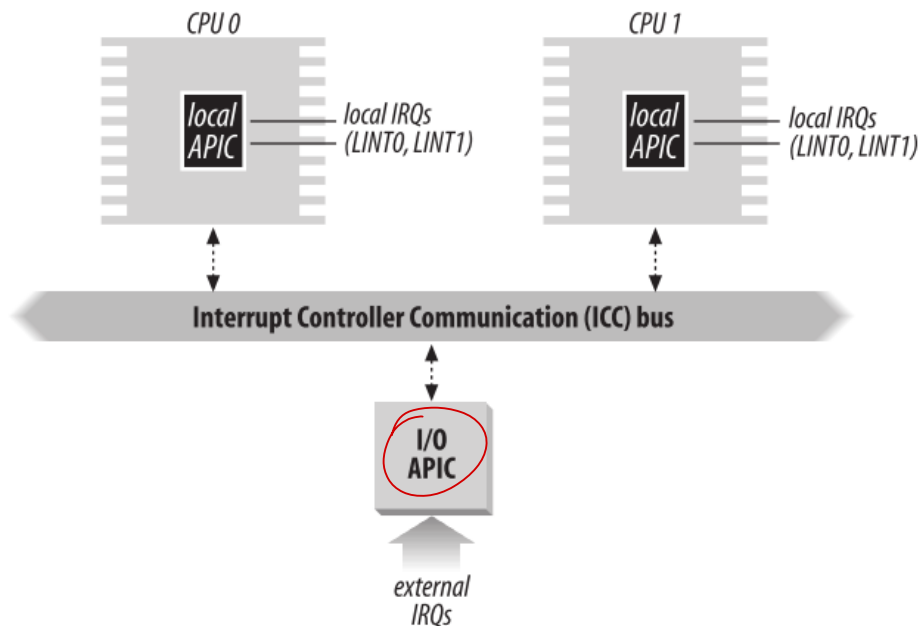 CPU 0
CPU 1
local
APIC
local IRQs
(LINT0, LINT1)
local
APIC
local IRQs
(LINT0, LINT1)
Interrupt Controller Communication (ICC) bus
I/O
APIC
external
IRQs